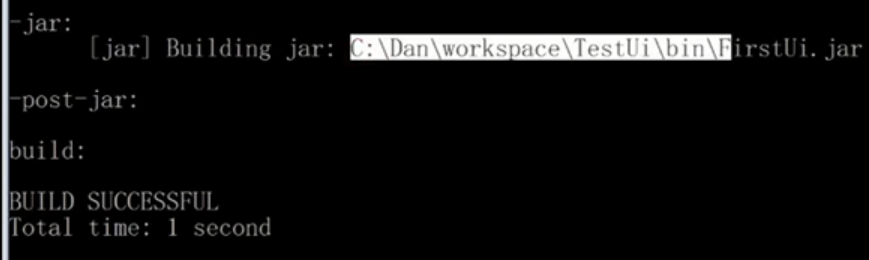 -jar:
[jar] Building jar: C:\Dan\workspace\TestUi\bin\FirstUi.jar
-post-jar:
build:
BUILD SUCCESSFUL
Total time: 1 second